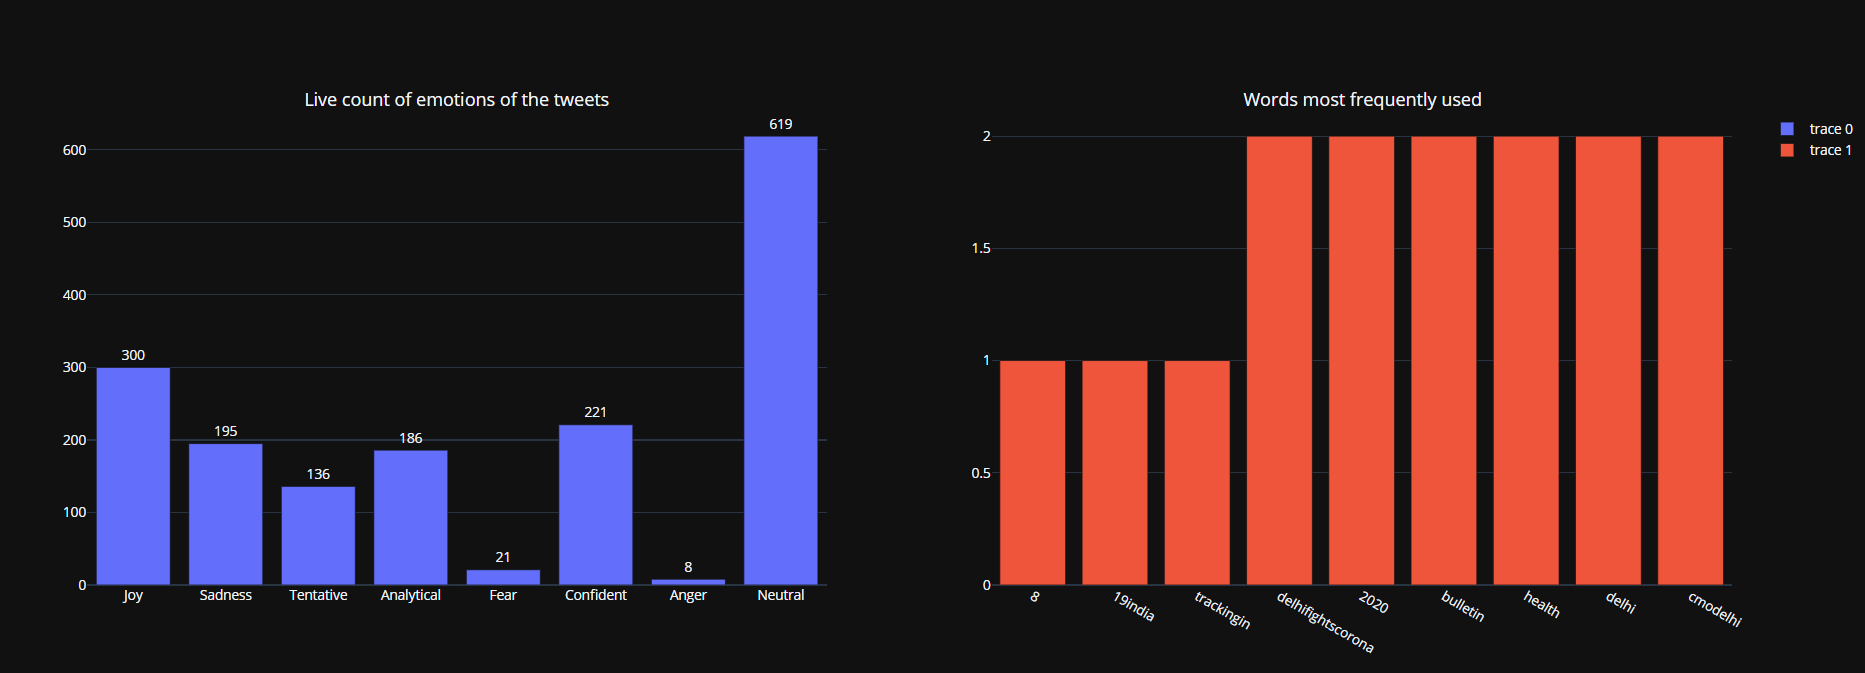 Live count of emotions of the tweets
600
500
400
300
200
100
0
300
195
136
186
21
221
8
619
Joy
Sadness
Tentative
Analytical
Fear
Confident
Anger
Neutral
Words most frequently used
2
1.5
1
0.5
0
8
19india
trackingin
delhifightscorona
2020
bulletin
health
delhi
cmodelhi
trace 0
trace 1